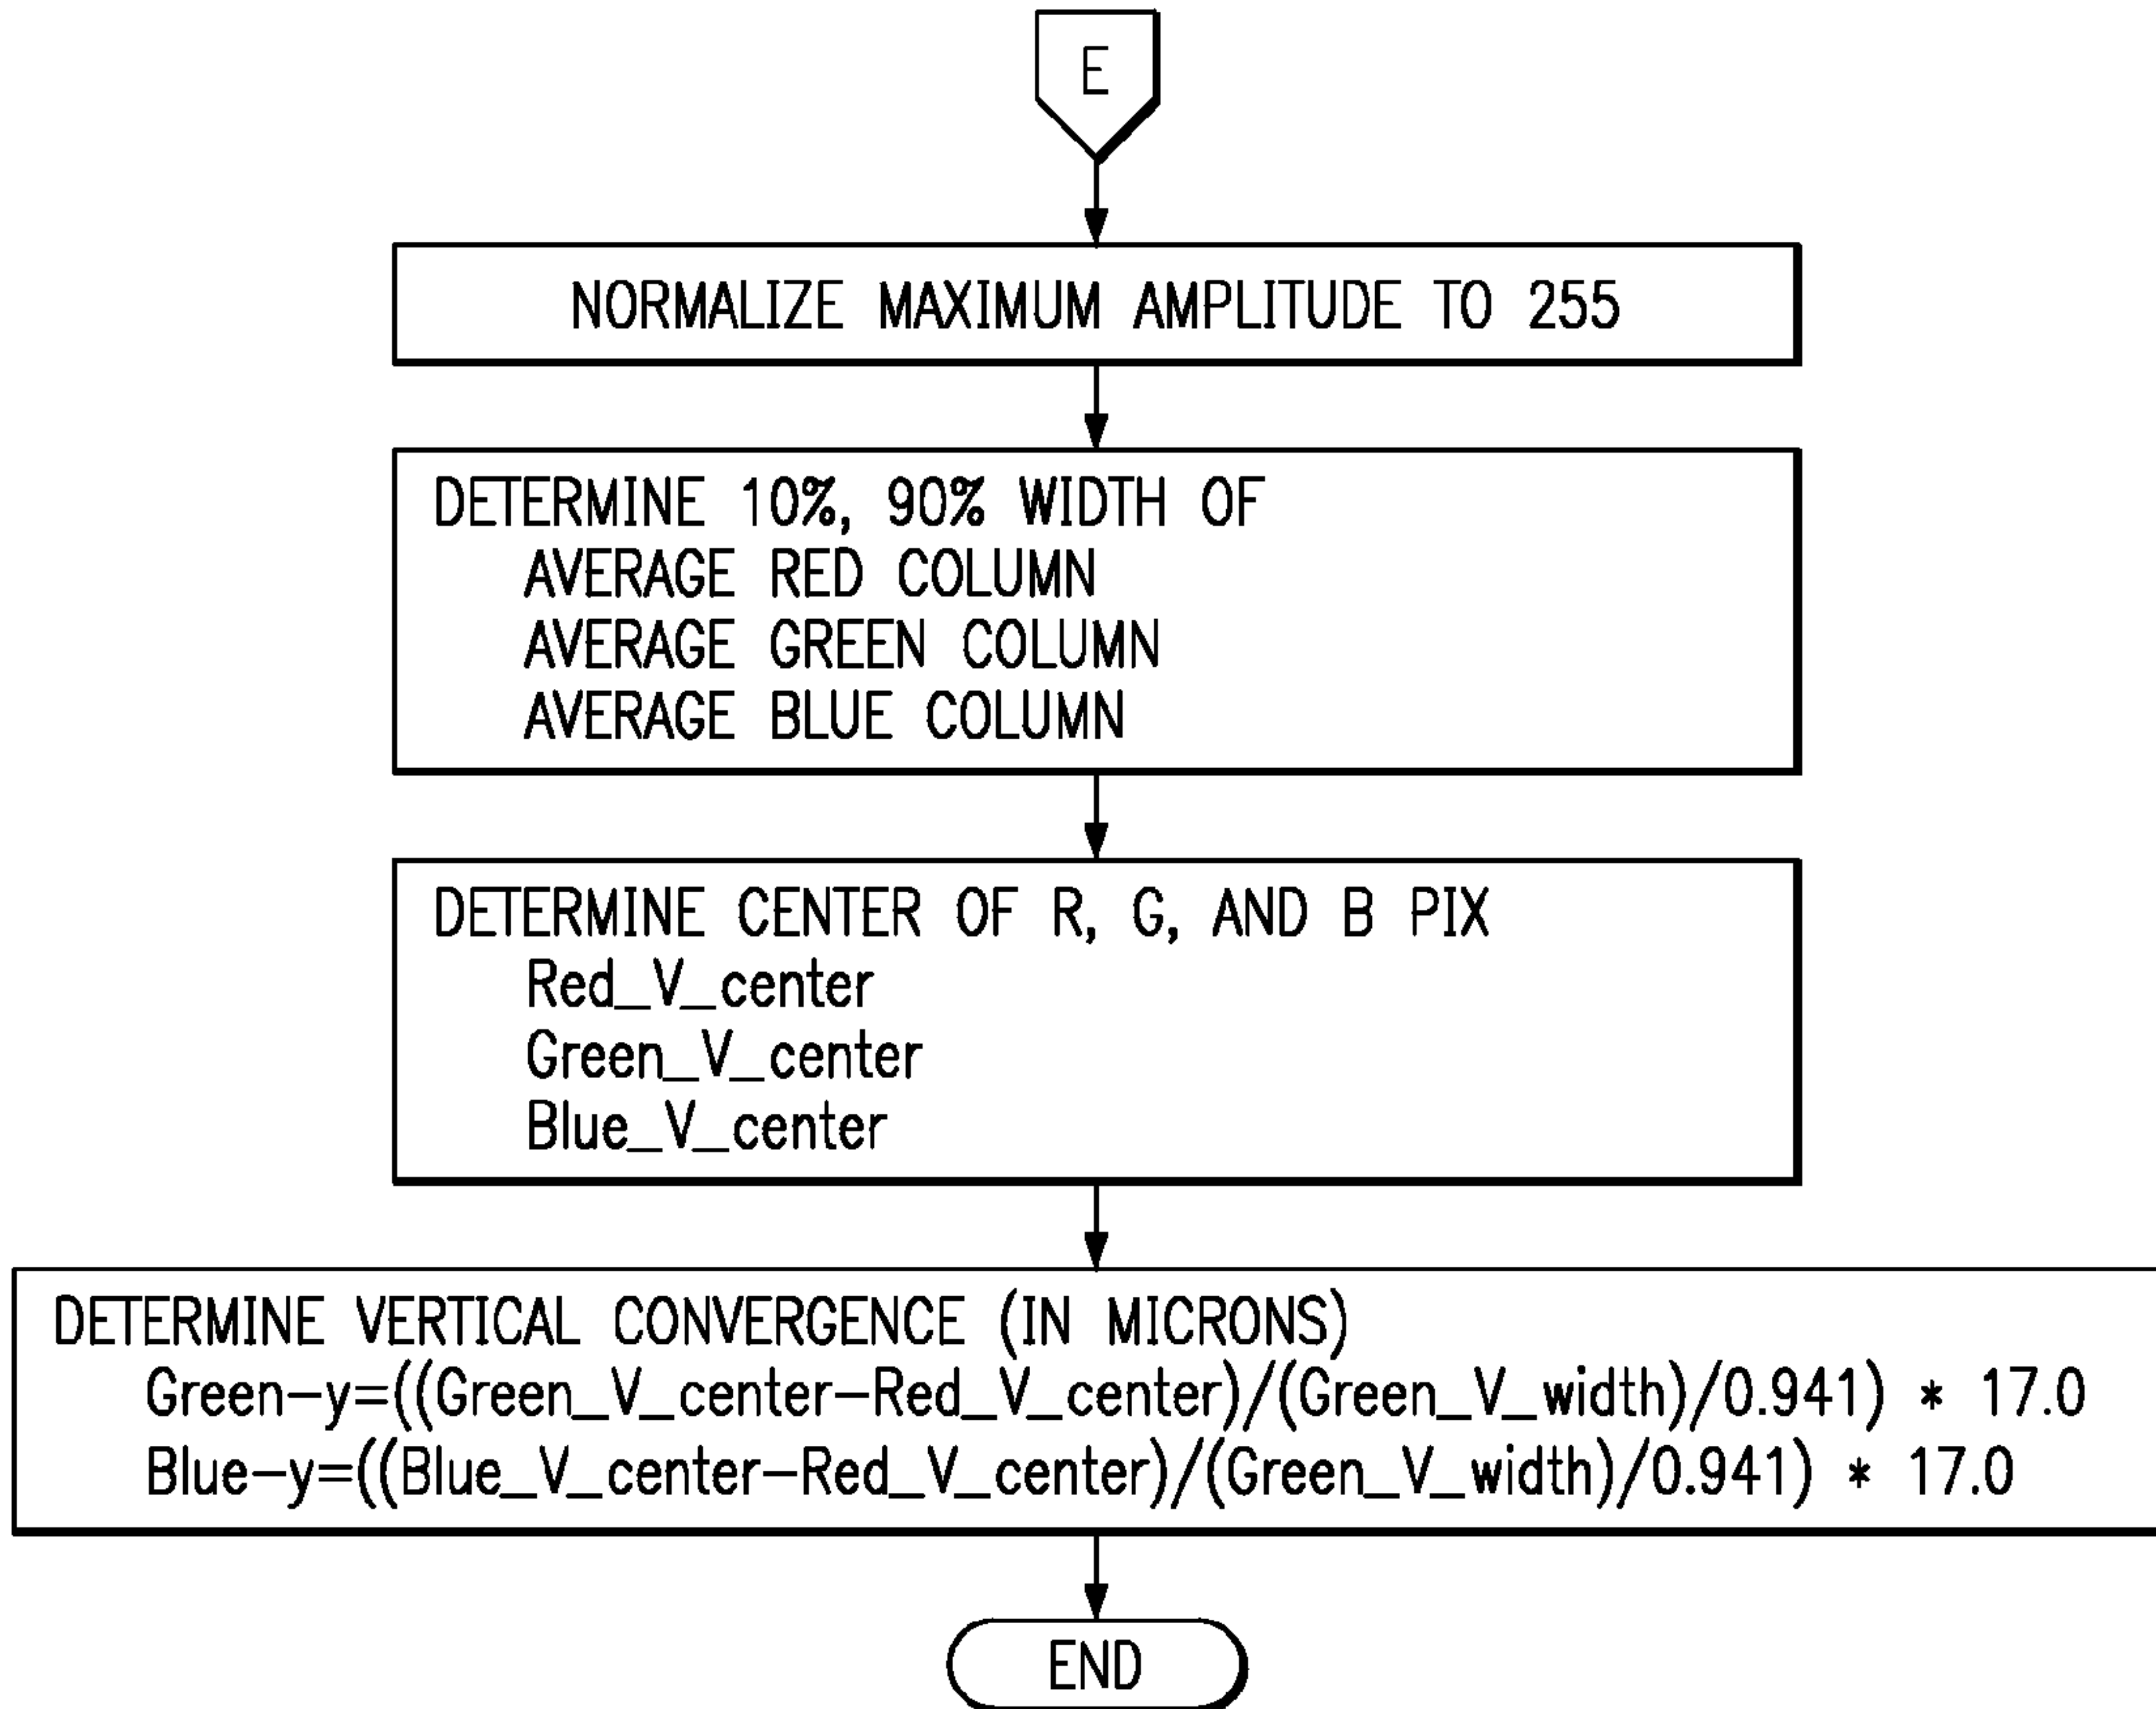 E
NORMALIZE MAXIMUM AMPLITUDE TO 255
DETERMINE 10%, 90% WIDTH OF
AVERAGE RED COLUMN
AVERAGE GREEN COLUMN
AVERAGE BLUE COLUMN
DETERMINE CENTER OF R, G, AND B PIX
Red_V_center
Green_V_center
Blue_V_center
DETERMINE VERTICAL CONVERGENCE (IN MICRONS)
Green-y=((Green_V_center-Red_V_center)/(Green_V_width)/0.941) * 17.0
Blue-y=((Blue_V_center-Red_V_center)/(Green_V_width)/0.941) * 17.0
END